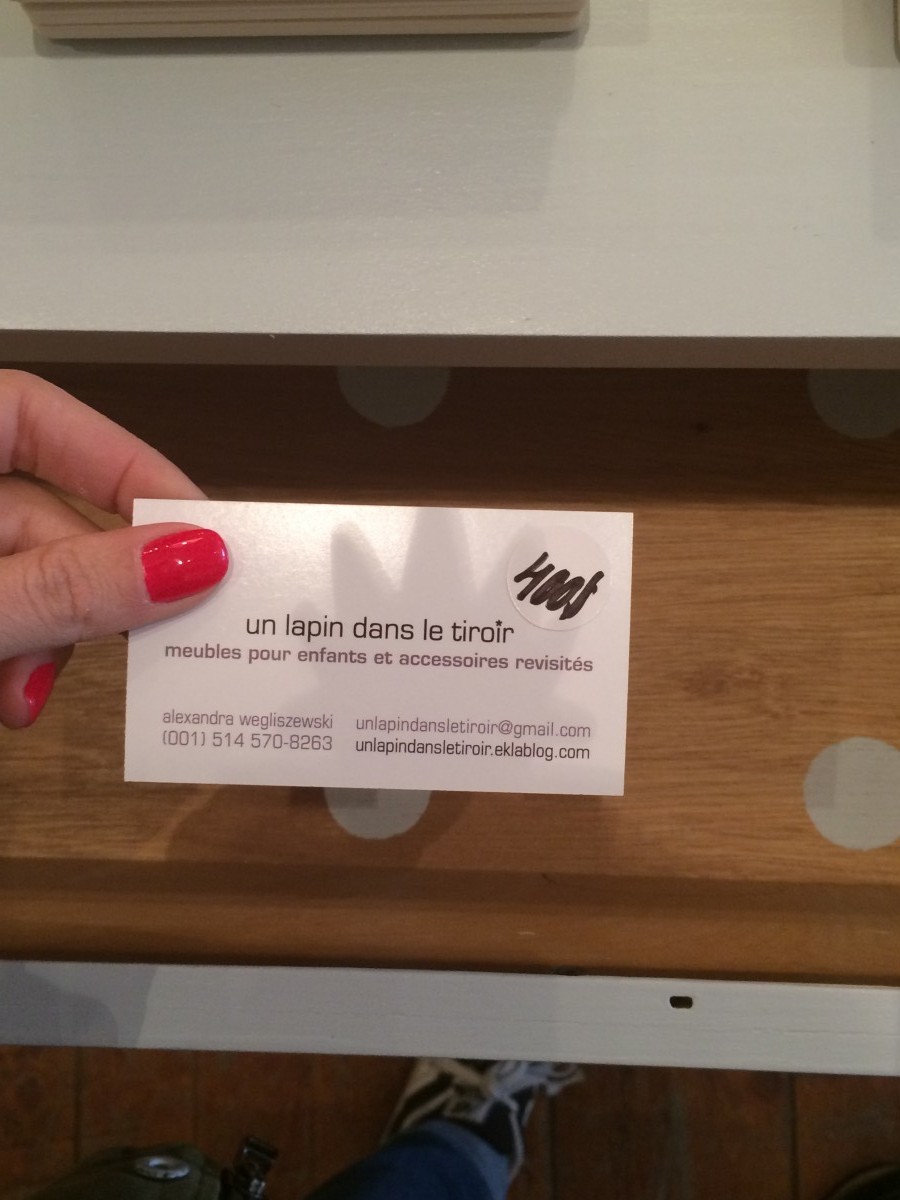 400$
un lapin dans le tiroir
meubles pour enfants et accessoires revisités
alexandra wegliszewski
(001) 514 570-8263
unlapindansletiroir@gmail.com
unlapindansletiroir.eklablog.com